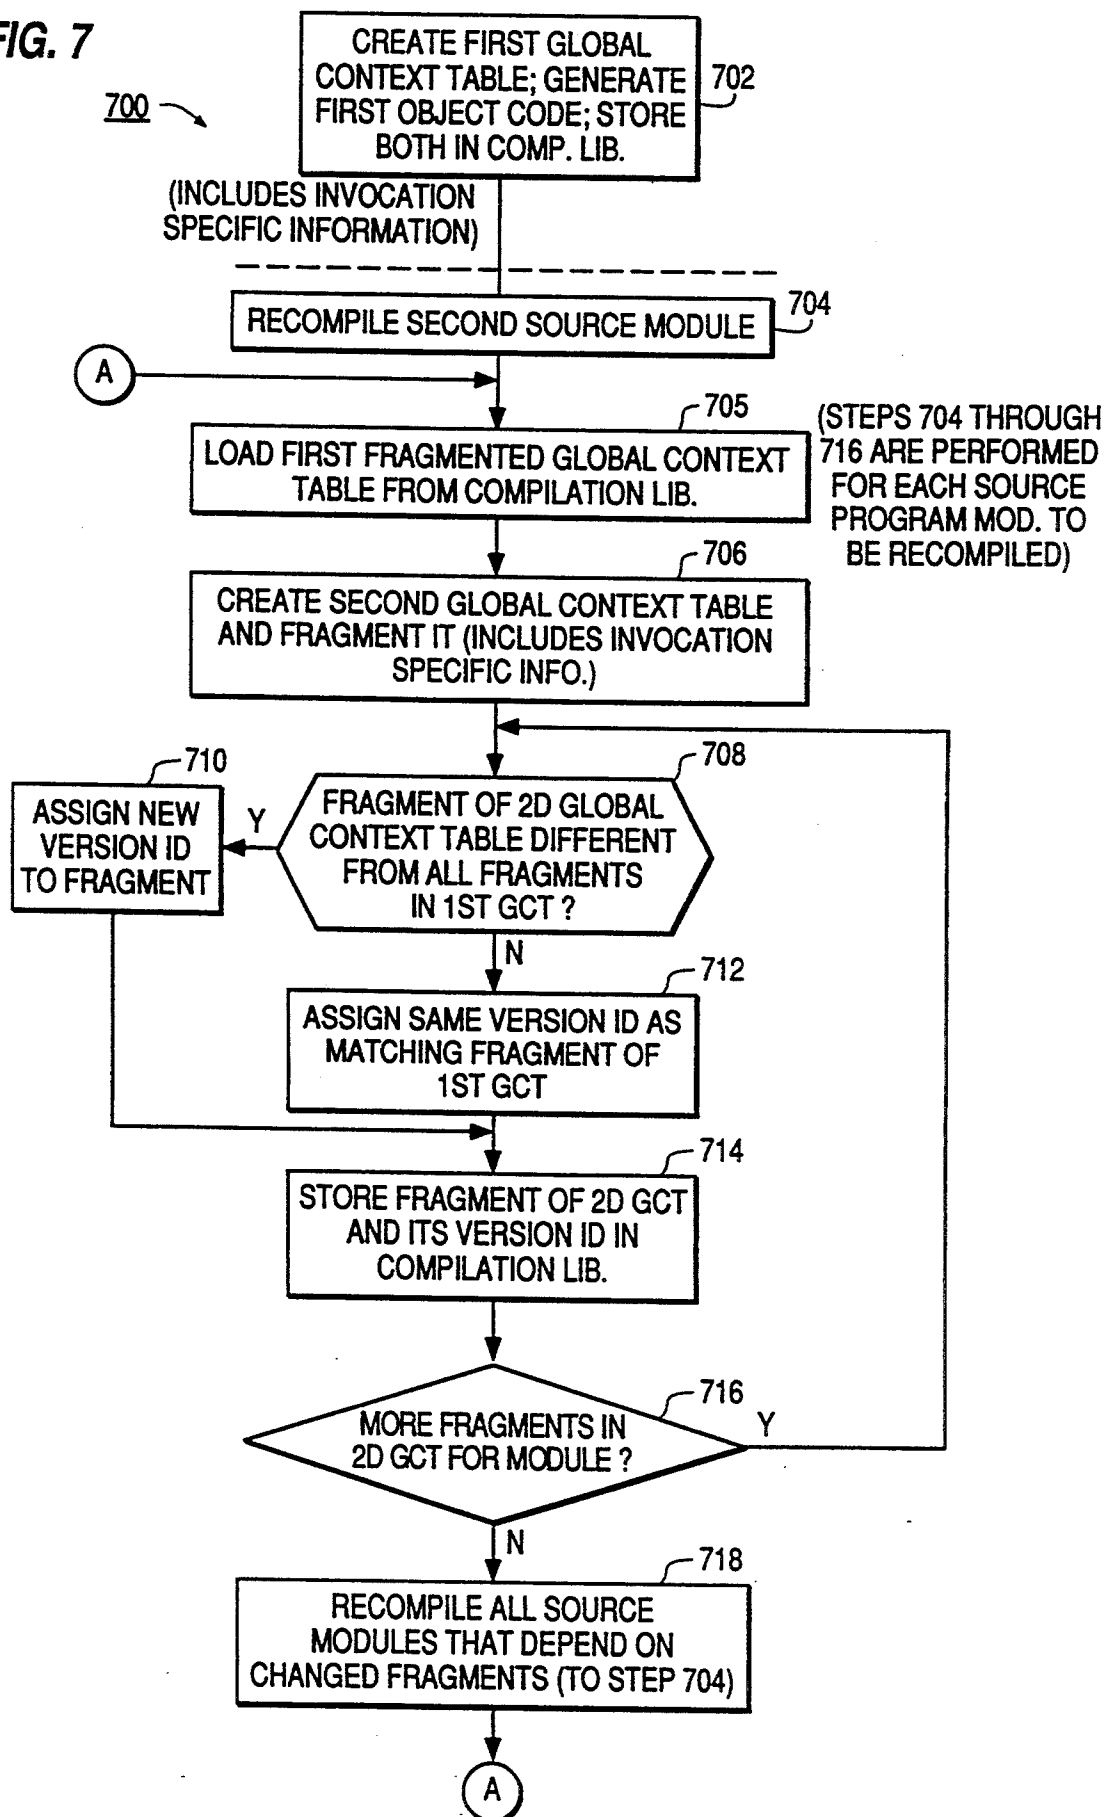 FIG. 7
700
CREATE FIRST GLOBAL
CONTEXT TABLE; GENERATE
FIRST OBJECT CODE; STORE
BOTH IN COMP. LIB.
702
(INCLUDES INVOCATION
SPECIFIC INFORMATION)
704
RECOMPILE SECOND SOURCE MODULE
A
705
LOAD FIRST FRAGMENTED GLOBAL CONTEXT
TABLE FROM COMPILATION LIB.
(STEPS 704 THROUGH
716 ARE PERFORMED
FOR EACH SOURCE
PROGRAM MOD. TO
BE RECOMPILED)
706
CREATE SECOND GLOBAL CONTEXT TABLE
AND FRAGMENT IT (INCLUDES INVOCATION
SPECIFIC INFO.)
708
FRAGMENT OF 2D GLOBAL
CONTEXT TABLE DIFFERENT
FROM ALL FRAGMENTS
IN 1ST GCT ?
Y
710
ASSIGN NEW
VERSION ID
TO FRAGMENT
N
712
ASSIGN SAME VERSION ID AS
MATCHING FRAGMENT OF
1ST GCT
714
STORE FRAGMENT OF 2D GCT
AND ITS VERSION ID IN
COMPILATION LIB.
716
MORE FRAGMENTS IN
2D GCT FOR MODULE ?
Y
N
718
RECOMPILE ALL SOURCE
MODULES THAT DEPEND ON
CHANGED FRAGMENTS (TO STEP 704)
A